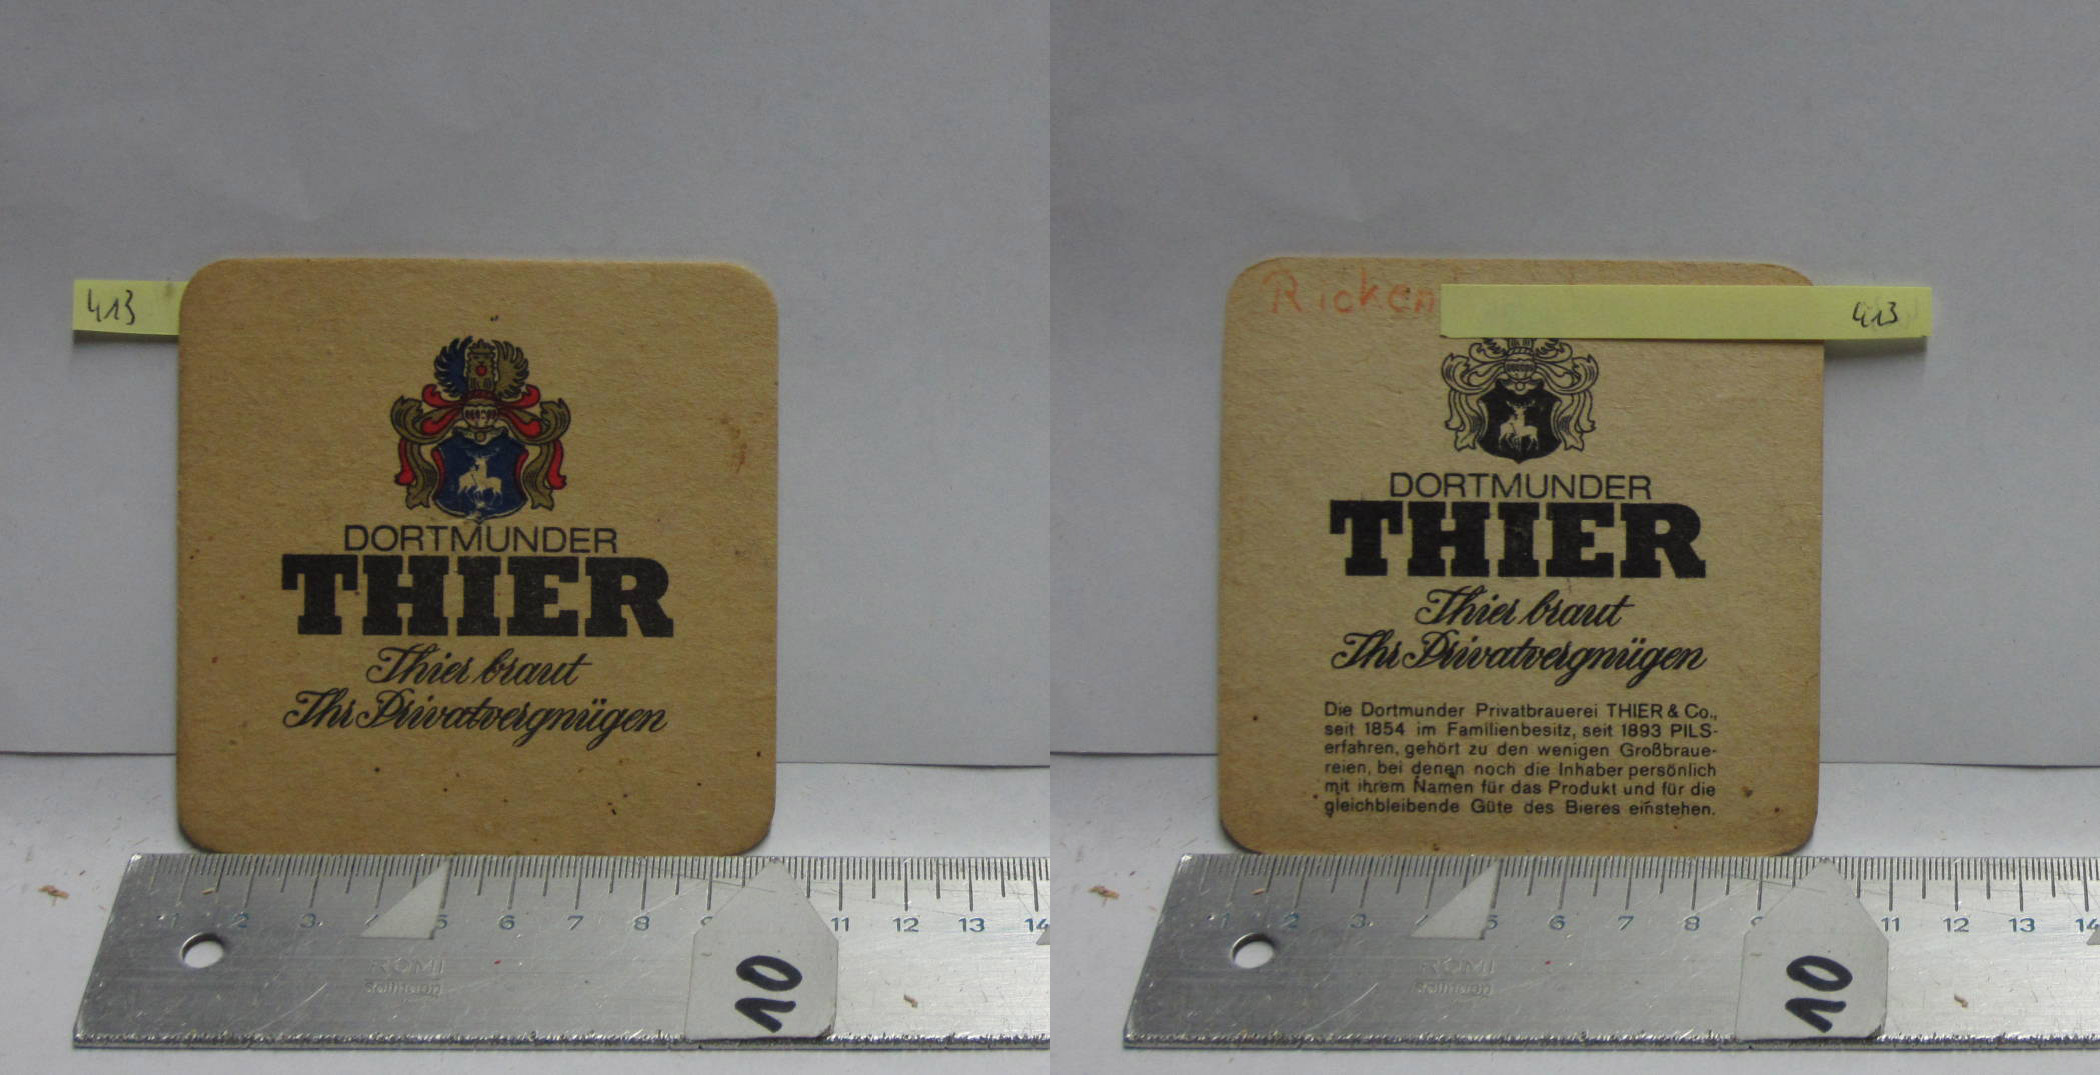 413
DORTMUNDER
THIER
Thier braut
Ihr Privatvergnügen
1 2 3 4 5 6 7 8 9 11 12 13 14
ROMI
10
413
DORTMUNDER
THIER
Thier braut
Ihr Privatvergnügen
Die Dortmunder Privatbrauerei THIER & Co.,
seit 1854 im Familienbesitz, seit 1893 PILS-
erfahren, gehört zu den wenigen Großbraue-
reien, bei denen noch die Inhaber persönlich
mit ihrem Namen für das Produkt und für die
gleichbleibende Güte des Bieres einstehen.
1 2 3 5 6 7 8 9 11 12 13 14
ROMI
10